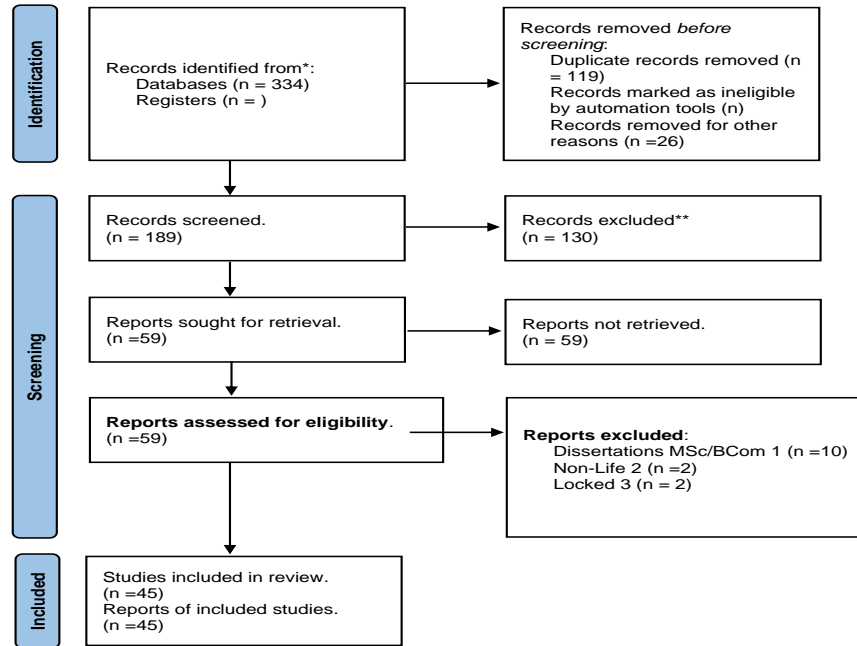 Identification
Records identified from*:
Databases (n = 334)
Registers (n = )
Records removed before
screening:
Duplicate records removed (n
= 119)
Records marked as ineligible
by automation tools (n)
Records removed for other
reasons (n =26)
Screening
Records screened.
(n = 189)
Records excluded**
(n = 130)
Reports sought for retrieval.
(n =59)
Reports not retrieved.
(n = 59)
Reports assessed for eligibility.
(n =59)
Reports excluded:
Dissertations MSc/BCom 1 (n =10)
Non-Life 2 (n =2)
Locked 3 (n = 2)
Included
Studies included in review.
(n =45)
Reports of included studies.
(n =45)